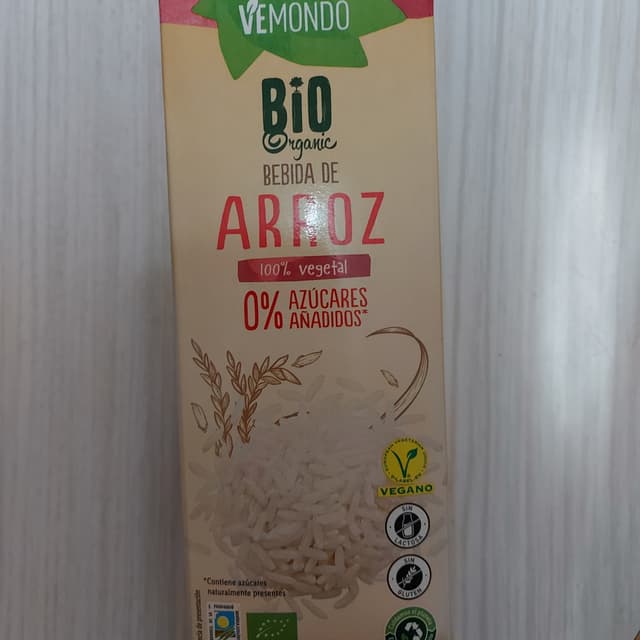 VEMONDO
BiO
Organic
BEBIDA DE
ARROZ
100% vegetal
0% AZÚCARES
AÑADIDOS*
VEGANO
SIN
LACTOSA
SIN
GLUTEN
*Contiene azúcares
naturalmente presentes